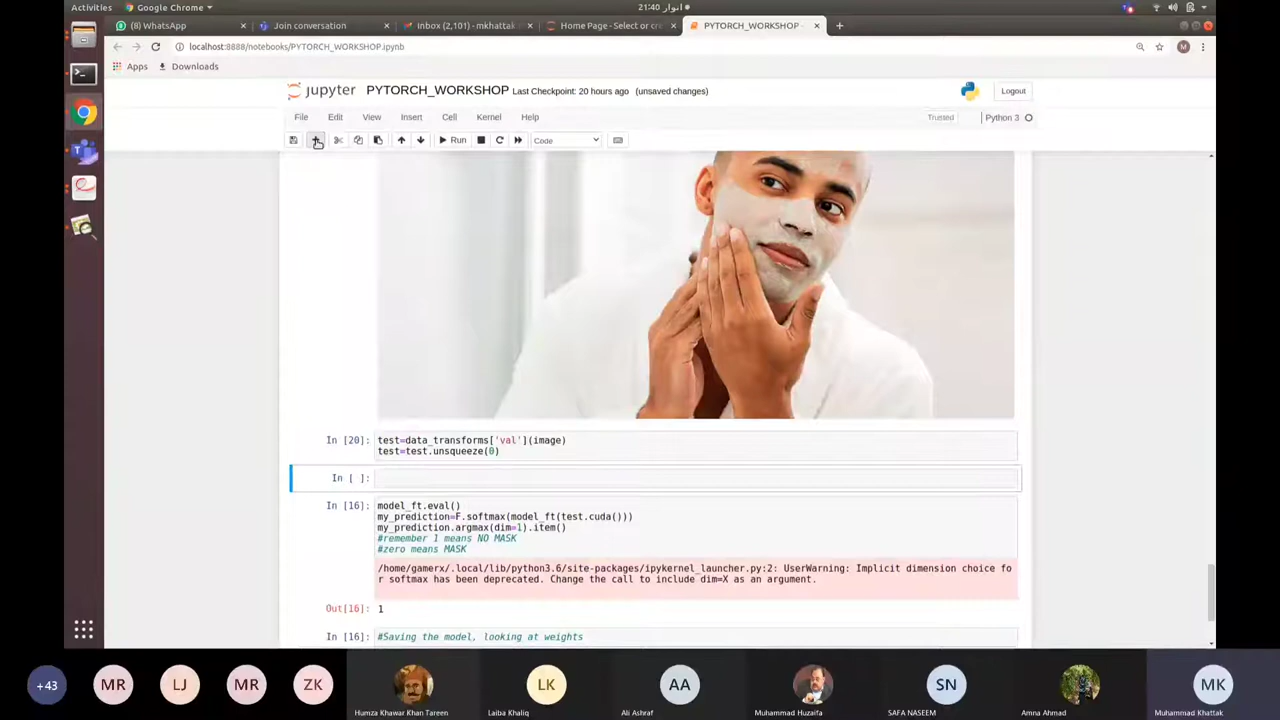 Activities
Google Chrome ▾
انوار 21:40
(8) WhatsApp
Join conversation
Inbox (2,101) - mkhattak
Home Page - Select or cre
PYTORCH_WORKSHOP -
localhost:8888/notebooks/PYTORCH_WORKSHOP.ipynb
Apps
Downloads
jupyter
PYTORCH_WORKSHOP Last Checkpoint: 20 hours ago (unsaved changes)
Logout
File Edit View Insert Cell Kernel Help
Trusted
Python 3
Run
Code
In [20]: test=data_transforms['val'](image)
test=test.unsqueeze(0)
In [ ]:
In [16]: model_ft.eval()
my_prediction=F.softmax(model_ft(test.cuda()))
my_prediction.argmax(dim=1).item()
#remember 1 means NO MASK
#zero means MASK
/home/gamerx/.local/lib/python3.6/site-packages/ipykernel_launcher.py:2: UserWarning: Implicit dimension choice fo
r softmax has been deprecated. Change the call to include dim=X as an argument.
Out[16]: 1
In [16]: #Saving the model, looking at weights
+43
MR
LJ
MR
ZK
LK
AA
SN
MK
Humza Khawar Khan Tareen
Laiba Khaliq
Ali Ashraf
Muhammad Huzaifa
SAFA NASEEM
Amna Ahmad
Muhammad Khattak